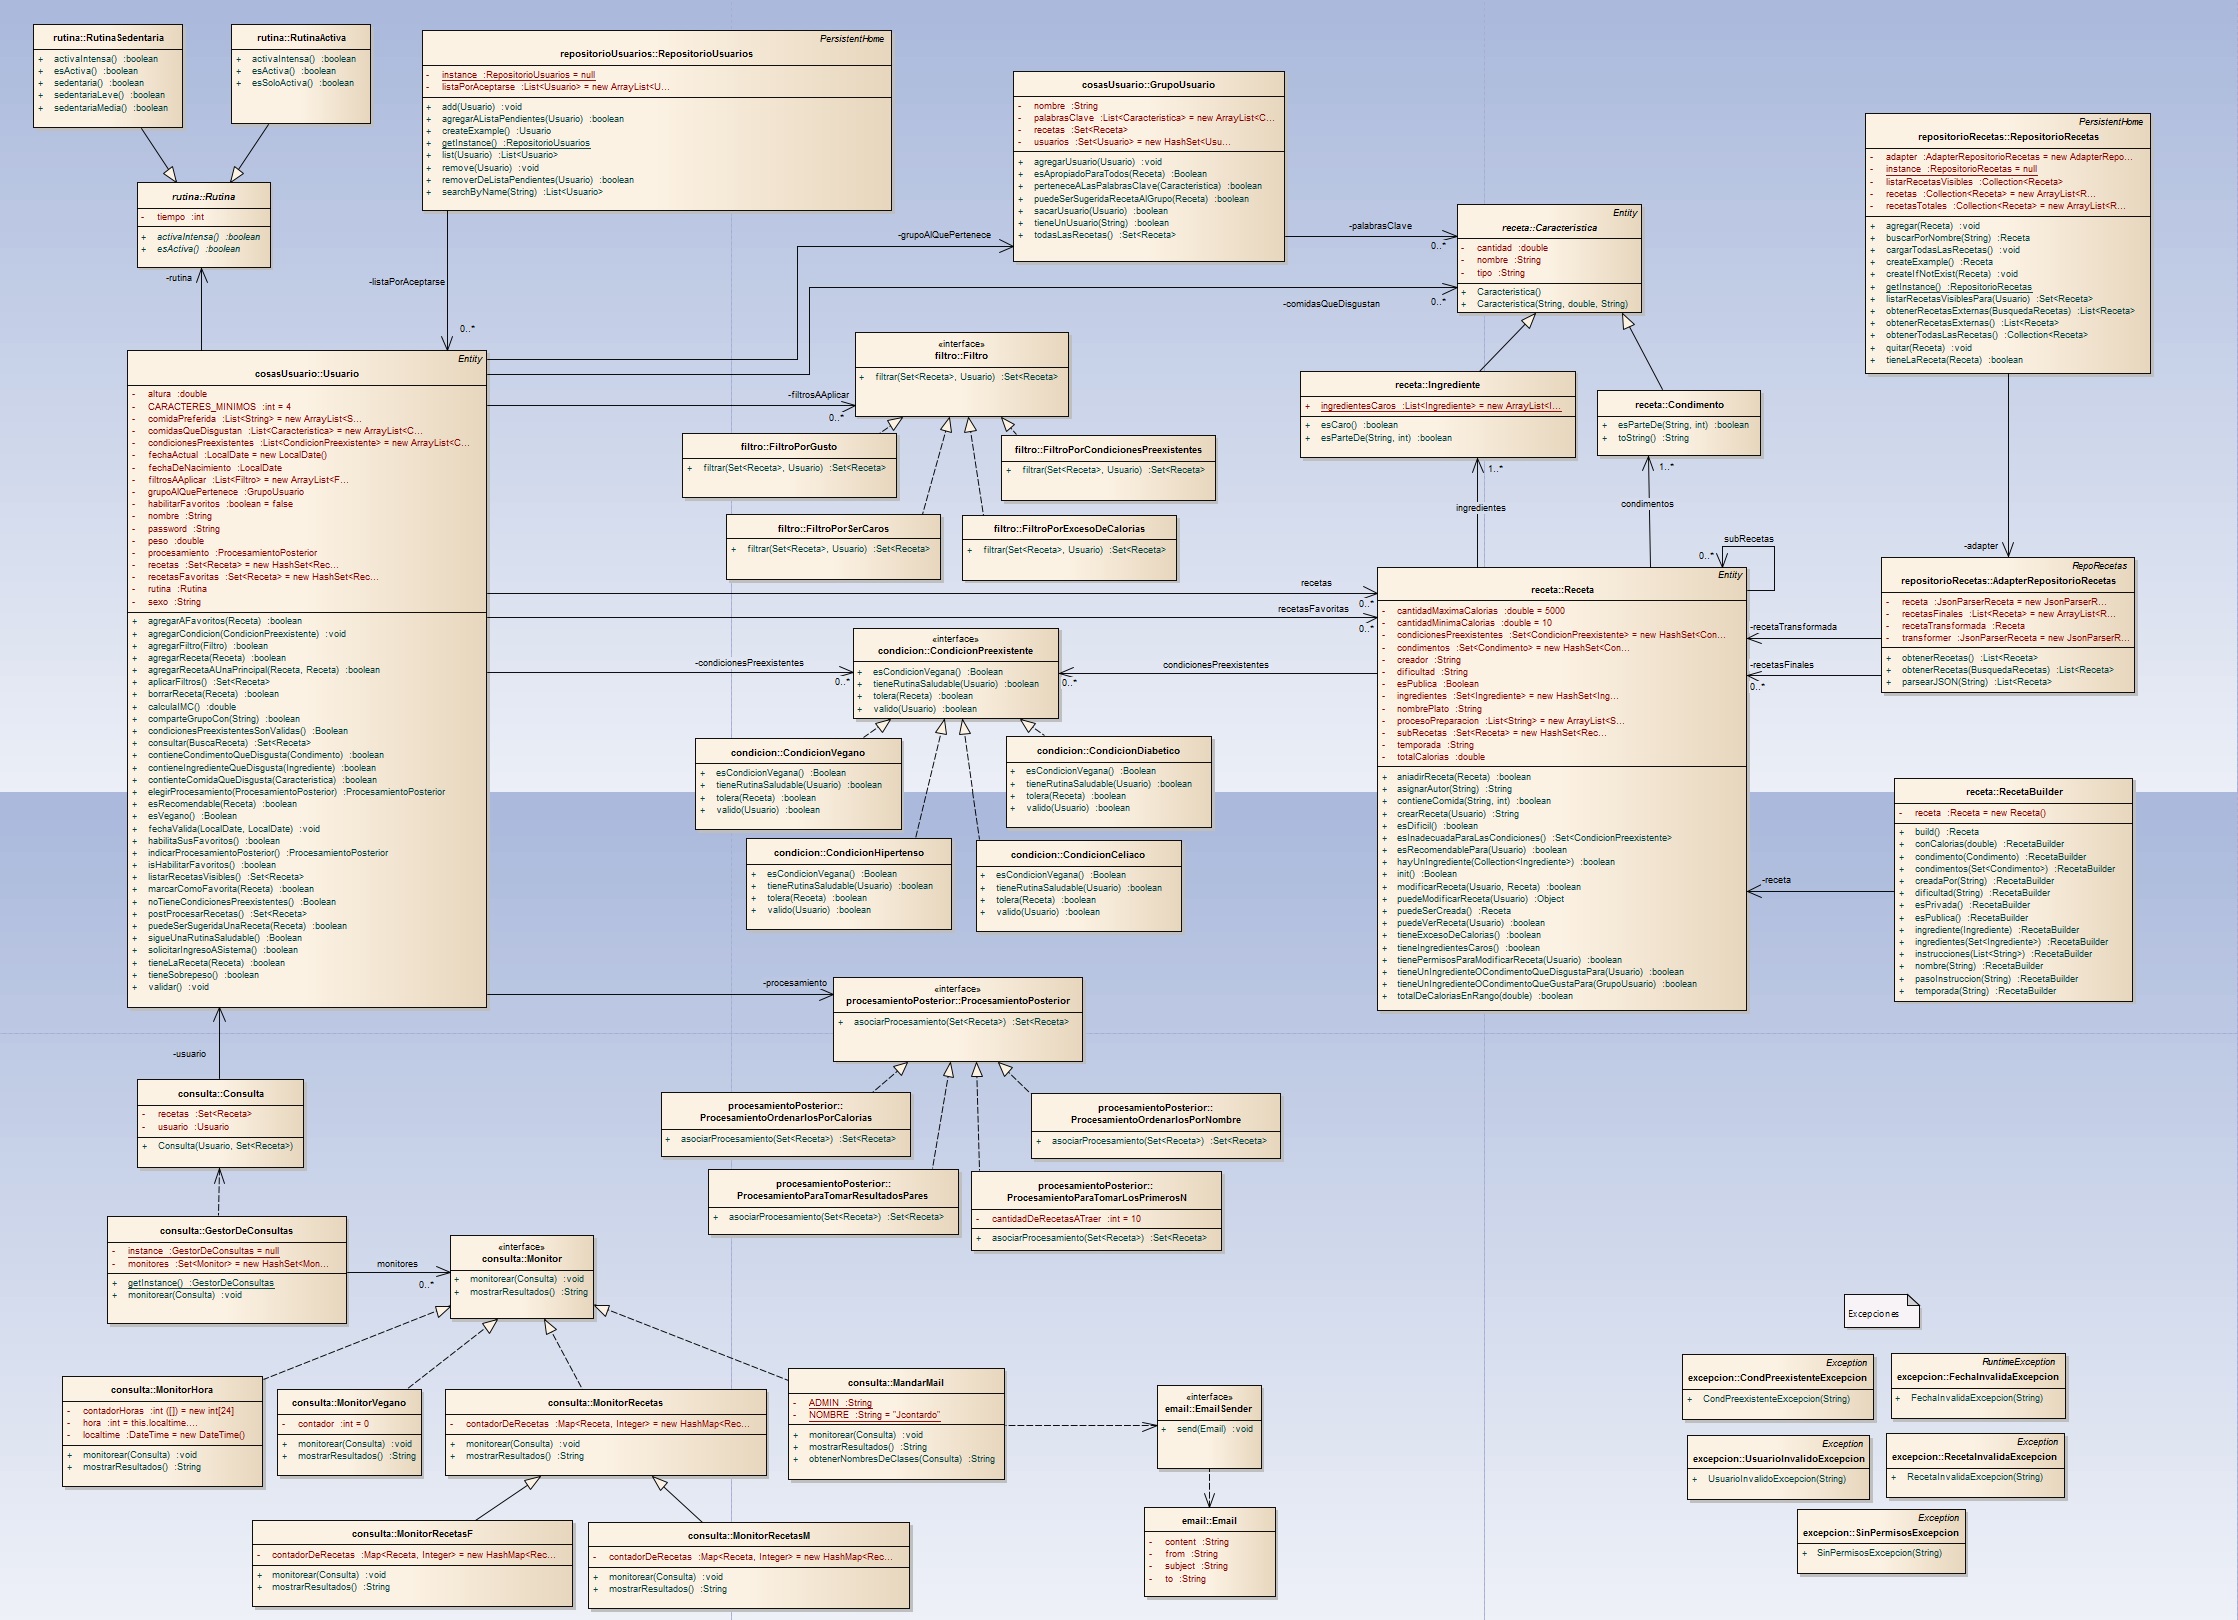 rutina::RutinaSedentaria
+ activaIntensa() :boolean
+ esActiva() :boolean
+ sedentaria() :boolean
+ sedentariaLeve() :boolean
+ sedentariaMedia() :boolean
rutina::RutinaActiva
+ activaIntensa() :boolean
+ esActiva() :boolean
+ esSoloActiva() :boolean
rutina::Rutina
- tiempo :int
+ activaIntensa() :boolean
+ esActiva() :boolean
-rutina
PersistentHome
repositorioUsuarios::RepositorioUsuarios
- instance :RepositorioUsuarios = null
- listaPorAceptarse :List<Usuario> = new ArrayList<U...
+ add(Usuario) :void
+ agregarAListaPendientes(Usuario) :boolean
+ createExample() :Usuario
+ getInstance() :RepositorioUsuarios
+ list(Usuario) :List<Usuario>
+ remove(Usuario) :void
+ removerDeListaPendientes(Usuario) :boolean
+ searchByName(String) :List<Usuario>
-listaPorAceptarse
0..*
cosasUsuario::GrupoUsuario
- nombre :String
- palabrasClave :List<Caracteristica> = new ArrayList<C...
- recetas :Set<Receta>
- usuarios :Set<Usuario> = new HashSet<Usu...
+ agregarUsuario(Usuario) :void
+ esApropiadoParaTodos(Receta) :Boolean
+ perteneceALasPalabrasClave(Caracteristica) :boolean
+ puedeSerSugeridaRecetaAlGrupo(Receta) :boolean
+ sacarUsuario(Usuario) :boolean
+ tieneUnUsuario(String) :boolean
+ todasLasRecetas() :Set<Receta>
-grupoAlQuePertenece
-palabrasClave
0..*
-comidasQueDisgustan
0..*
Entity
receta::Caracteristica
- cantidad :double
- nombre :String
- tipo :String
+ Caracteristica()
+ Caracteristica(String, double, String)
PersistentHome
repositorioRecetas::RepositorioRecetas
- adapter :AdapterRepositorioRecetas = new AdapterRepo...
- instance :RepositorioRecetas = null
- listarRecetasVisibles :Collection<Receta>
- recetas :Collection<Receta> = new ArrayList<R...
- recetasTotales :Collection<Receta> = new ArrayList<R...
+ agregar(Receta) :void
+ buscarPorNombre(String) :Receta
+ cargarTodasLasRecetas() :void
+ createExample() :Receta
+ createIfNotExist(Receta) :void
+ getInstance() :RepositorioRecetas
+ listarRecetasVisiblesPara(Usuario) :Set<Receta>
+ obtenerRecetasExternas(BusquedaRecetas) :List<Receta>
+ obtenerRecetasExternas() :List<Receta>
+ obtenerTodasLasRecetas() :Collection<Receta>
+ quitar(Receta) :void
+ tieneLaReceta(Receta) :boolean
-adapter
Entity
cosasUsuario::Usuario
- altura :double
- CARACTERES_MINIMOS :int = 4
- comidaPreferida :List<String> = new ArrayList<S...
- comidasQueDisgustan :List<Caracteristica> = new ArrayList<C...
- condicionesPreexistentes :List<CondicionPreexistente> = new ArrayList<C...
- fechaActual :LocalDate = new LocalDate()
- fechaDeNacimiento :LocalDate
- filtrosAAplicar :List<Filtro> = new ArrayList<F...
- grupoAlQuePertenece :GrupoUsuario
- habilitarFavoritos :boolean = false
- nombre :String
- password :String
- peso :double
- procesamiento :ProcesamientoPosterior
- recetas :Set<Receta> = new HashSet<Rec...
- recetasFavoritas :Set<Receta> = new HashSet<Rec...
- rutina :Rutina
- sexo :String
+ agregarAFavoritos(Receta) :boolean
+ agregarCondicion(CondicionPreexistente) :void
+ agregarFiltro(Filtro) :boolean
+ agregarReceta(Receta) :boolean
+ agregarRecetaAUnaPrincipal(Receta, Receta) :boolean
+ aplicarFiltros() :Set<Receta>
+ borrarReceta(Receta) :boolean
+ calculaIMC() :double
+ comparteGrupoCon(String) :boolean
+ condicionesPreexistentesSonValidas() :Boolean
+ consultar(BuscaReceta) :Set<Receta>
+ contieneCondimentoQueDisgusta(Condimento) :boolean
+ contieneIngredienteQueDisgusta(Ingrediente) :boolean
+ contienteComidaQueDisgusta(Caracteristica) :boolean
+ elegirProcesamiento(ProcesamientoPosterior) :ProcesamientoPosterior
+ esRecomendable(Receta) :boolean
+ esVegano() :Boolean
+ fechaValida(LocalDate, LocalDate) :void
+ habilitaSusFavoritos() :boolean
+ indicarProcesamientoPosterior() :ProcesamientoPosterior
+ isHabilitarFavoritos() :boolean
+ listarRecetasVisibles() :Set<Receta>
+ marcarComoFavorita(Receta) :boolean
+ noTieneCondicionesPreexistentes() :Boolean
+ postProcesarRecetas() :Set<Receta>
+ puedeSerSugeridaUnaReceta(Receta) :boolean
+ sigueUnaRutinaSaludable() :Boolean
+ solicitarIngresoASistema() :boolean
+ tieneLaReceta(Receta) :boolean
+ tieneSobrepeso() :boolean
+ validar() :void
«interface»
filtro::Filtro
+ filtrar(Set<Receta>, Usuario) :Set<Receta>
-filtrosAAplicar
0..*
filtro::FiltroPorGusto
+ filtrar(Set<Receta>, Usuario) :Set<Receta>
filtro::FiltroPorCondicionesPreexistentes
+ filtrar(Set<Receta>, Usuario) :Set<Receta>
filtro::FiltroPorSerCaros
+ filtrar(Set<Receta>, Usuario) :Set<Receta>
filtro::FiltroPorExcesoDeCalorias
+ filtrar(Set<Receta>, Usuario) :Set<Receta>
receta::Ingrediente
+ ingredientesCaros :List<Ingrediente> = new ArrayList<I...
+ esCaro() :boolean
+ esParteDe(String, int) :boolean
receta::Condimento
+ esParteDe(String, int) :boolean
+ toString() :String
1..*
1..*
ingredientes
condimentos
subRecetas
0..*
recetas
0..*
recetasFavoritas
0..*
Entity
receta::Receta
- cantidadMaximaCalorias :double = 5000
- cantidadMinimaCalorias :double = 10
- condicionesPreexistentes :Set<CondicionPreexistente> = new HashSet<Con...
- condimentos :Set<Condimento> = new HashSet<Con...
- creador :String
- dificultad :String
- esPublica :Boolean
- ingredientes :Set<Ingrediente> = new HashSet<Ing...
- nombrePlato :String
- procesoPreparacion :List<String> = new ArrayList<S...
- subRecetas :Set<Receta> = new HashSet<Rec...
- temporada :String
- totalCalorias :double
+ aniadirReceta(Receta) :boolean
+ asignarAutor(String) :String
+ contieneComida(String, int) :boolean
+ crearReceta(Usuario) :String
+ esDificil() :boolean
+ esInadecuadaParaLasCondiciones() :Set<CondicionPreexistente>
+ esRecomendablePara(Usuario) :boolean
+ hayUnIngrediente(Collection<Ingrediente>) :boolean
+ init() :Boolean
+ modificarReceta(Usuario, Receta) :boolean
+ puedeModificarReceta(Usuario) :Object
+ puedeSerCreada() :Receta
+ puedeVerReceta(Usuario) :boolean
+ tieneExcesoDeCalorias() :boolean
+ tieneIngredientesCaros() :boolean
+ tienePermisosParaModificarReceta(Usuario) :boolean
+ tieneUnIngredienteOCondimentoQueDisgustaPara(Usuario) :boolean
+ tieneUnIngredienteOCondimentoQueGustaPara(GrupoUsuario) :boolean
+ totalDeCaloriasEnRango(double) :boolean
RepoRecetas
repositorioRecetas::AdapterRepositorioRecetas
- receta :JsonParserReceta = new JsonParserR...
- recetasFinales :List<Receta> = new ArrayList<R...
- recetaTransformada :Receta
- transformer :JsonParserReceta = new JsonParserR...
+ obtenerRecetas() :List<Receta>
+ obtenerRecetas(BusquedaRecetas) :List<Receta>
+ parsearJSON(String) :List<Receta>
-recetaTransformada
-recetasFinales
0..*
«interface»
condicion::CondicionPreexistente
+ esCondicionVegana() :Boolean
+ tieneRutinaSaludable(Usuario) :boolean
+ tolera(Receta) :boolean
+ valido(Usuario) :boolean
-condicionesPreexistentes
0..*
condicionesPreexistentes
0..*
condicion::CondicionVegano
+ esCondicionVegana() :Boolean
+ tieneRutinaSaludable(Usuario) :boolean
+ tolera(Receta) :boolean
+ valido(Usuario) :boolean
condicion::CondicionDiabetico
+ esCondicionVegana() :Boolean
+ tieneRutinaSaludable(Usuario) :boolean
+ tolera(Receta) :boolean
+ valido(Usuario) :boolean
condicion::CondicionHipertenso
+ esCondicionVegana() :Boolean
+ tieneRutinaSaludable(Usuario) :boolean
+ tolera(Receta) :boolean
+ valido(Usuario) :boolean
condicion::CondicionCeliaco
+ esCondicionVegana() :Boolean
+ tieneRutinaSaludable(Usuario) :boolean
+ tolera(Receta) :boolean
+ valido(Usuario) :boolean
receta::RecetaBuilder
- receta :Receta = new Receta()
+ build() :Receta
+ conCalorias(double) :RecetaBuilder
+ condimento(Condimento) :RecetaBuilder
+ condimentos(Set<Condimento>) :RecetaBuilder
+ creadaPor(String) :RecetaBuilder
+ dificultad(String) :RecetaBuilder
+ esPrivada() :RecetaBuilder
+ esPublica() :RecetaBuilder
+ ingrediente(Ingrediente) :RecetaBuilder
+ ingredientes(Set<Ingrediente>) :RecetaBuilder
+ instrucciones(List<String>) :RecetaBuilder
+ nombre(String) :RecetaBuilder
+ pasoInstruccion(String) :RecetaBuilder
+ temporada(String) :RecetaBuilder
-receta
-procesamiento
«interface»
procesamientoPosterior::ProcesamientoPosterior
+ asociarProcesamiento(Set<Receta>) :Set<Receta>
procesamientoPosterior::
ProcesamientoOrdenarlosPorCalorias
+ asociarProcesamiento(Set<Receta>) :Set<Receta>
procesamientoPosterior::
ProcesamientoOrdenarlosPorNombre
+ asociarProcesamiento(Set<Receta>) :Set<Receta>
procesamientoPosterior::
ProcesamientoParaTomarResultadosPares
+ asociarProcesamiento(Set<Receta>) :Set<Receta>
procesamientoPosterior::
ProcesamientoParaTomarLosPrimerosN
- cantidadDeRecetasATraer :int = 10
+ asociarProcesamiento(Set<Receta>) :Set<Receta>
-usuario
consulta::Consulta
- recetas :Set<Receta>
- usuario :Usuario
+ Consulta(Usuario, Set<Receta>)
consulta::GestorDeConsultas
- instance :GestorDeConsultas = null
- monitores :Set<Monitor> = new HashSet<Mon...
+ getInstance() :GestorDeConsultas
+ monitorear(Consulta) :void
monitores
0..*
«interface»
consulta::Monitor
+ monitorear(Consulta) :void
+ mostrarResultados() :String
consulta::MonitorHora
- contadorHoras :int ([]) = new int[24]
- hora :int = this.localtime....
- localtime :DateTime = new DateTime()
+ monitorear(Consulta) :void
+ mostrarResultados() :String
consulta::MonitorVegano
- contador :int = 0
+ monitorear(Consulta) :void
+ mostrarResultados() :String
consulta::MonitorRecetas
- contadorDeRecetas :Map<Receta, Integer> = new HashMap<Rec...
+ monitorear(Consulta) :void
+ mostrarResultados() :String
consulta::MandarMail
- ADMIN :String
- NOMBRE :String = "Jcontardo"
+ monitorear(Consulta) :void
+ mostrarResultados() :String
+ obtenerNombresDeClases(Consulta) :String
«interface»
email::EmailSender
+ send(Email) :void
email::Email
- content :String
- from :String
- subject :String
- to :String
consulta::MonitorRecetasF
- contadorDeRecetas :Map<Receta, Integer> = new HashMap<Rec...
+ monitorear(Consulta) :void
+ mostrarResultados() :String
consulta::MonitorRecetasM
- contadorDeRecetas :Map<Receta, Integer> = new HashMap<Rec...
+ monitorear(Consulta) :void
+ mostrarResultados() :String
Excepciones
Exception
excepcion::CondPreexistenteExcepcion
+ CondPreexistenteExcepcion(String)
RuntimeException
excepcion::FechaInvalidaExcepcion
+ FechaInvalidaExcepcion(String)
Exception
excepcion::UsuarioInvalidoExcepcion
+ UsuarioInvalidoExcepcion(String)
Exception
excepcion::RecetaInvalidaExcepcion
+ RecetaInvalidaExcepcion(String)
Exception
excepcion::SinPermisosExcepcion
+ SinPermisosExcepcion(String)